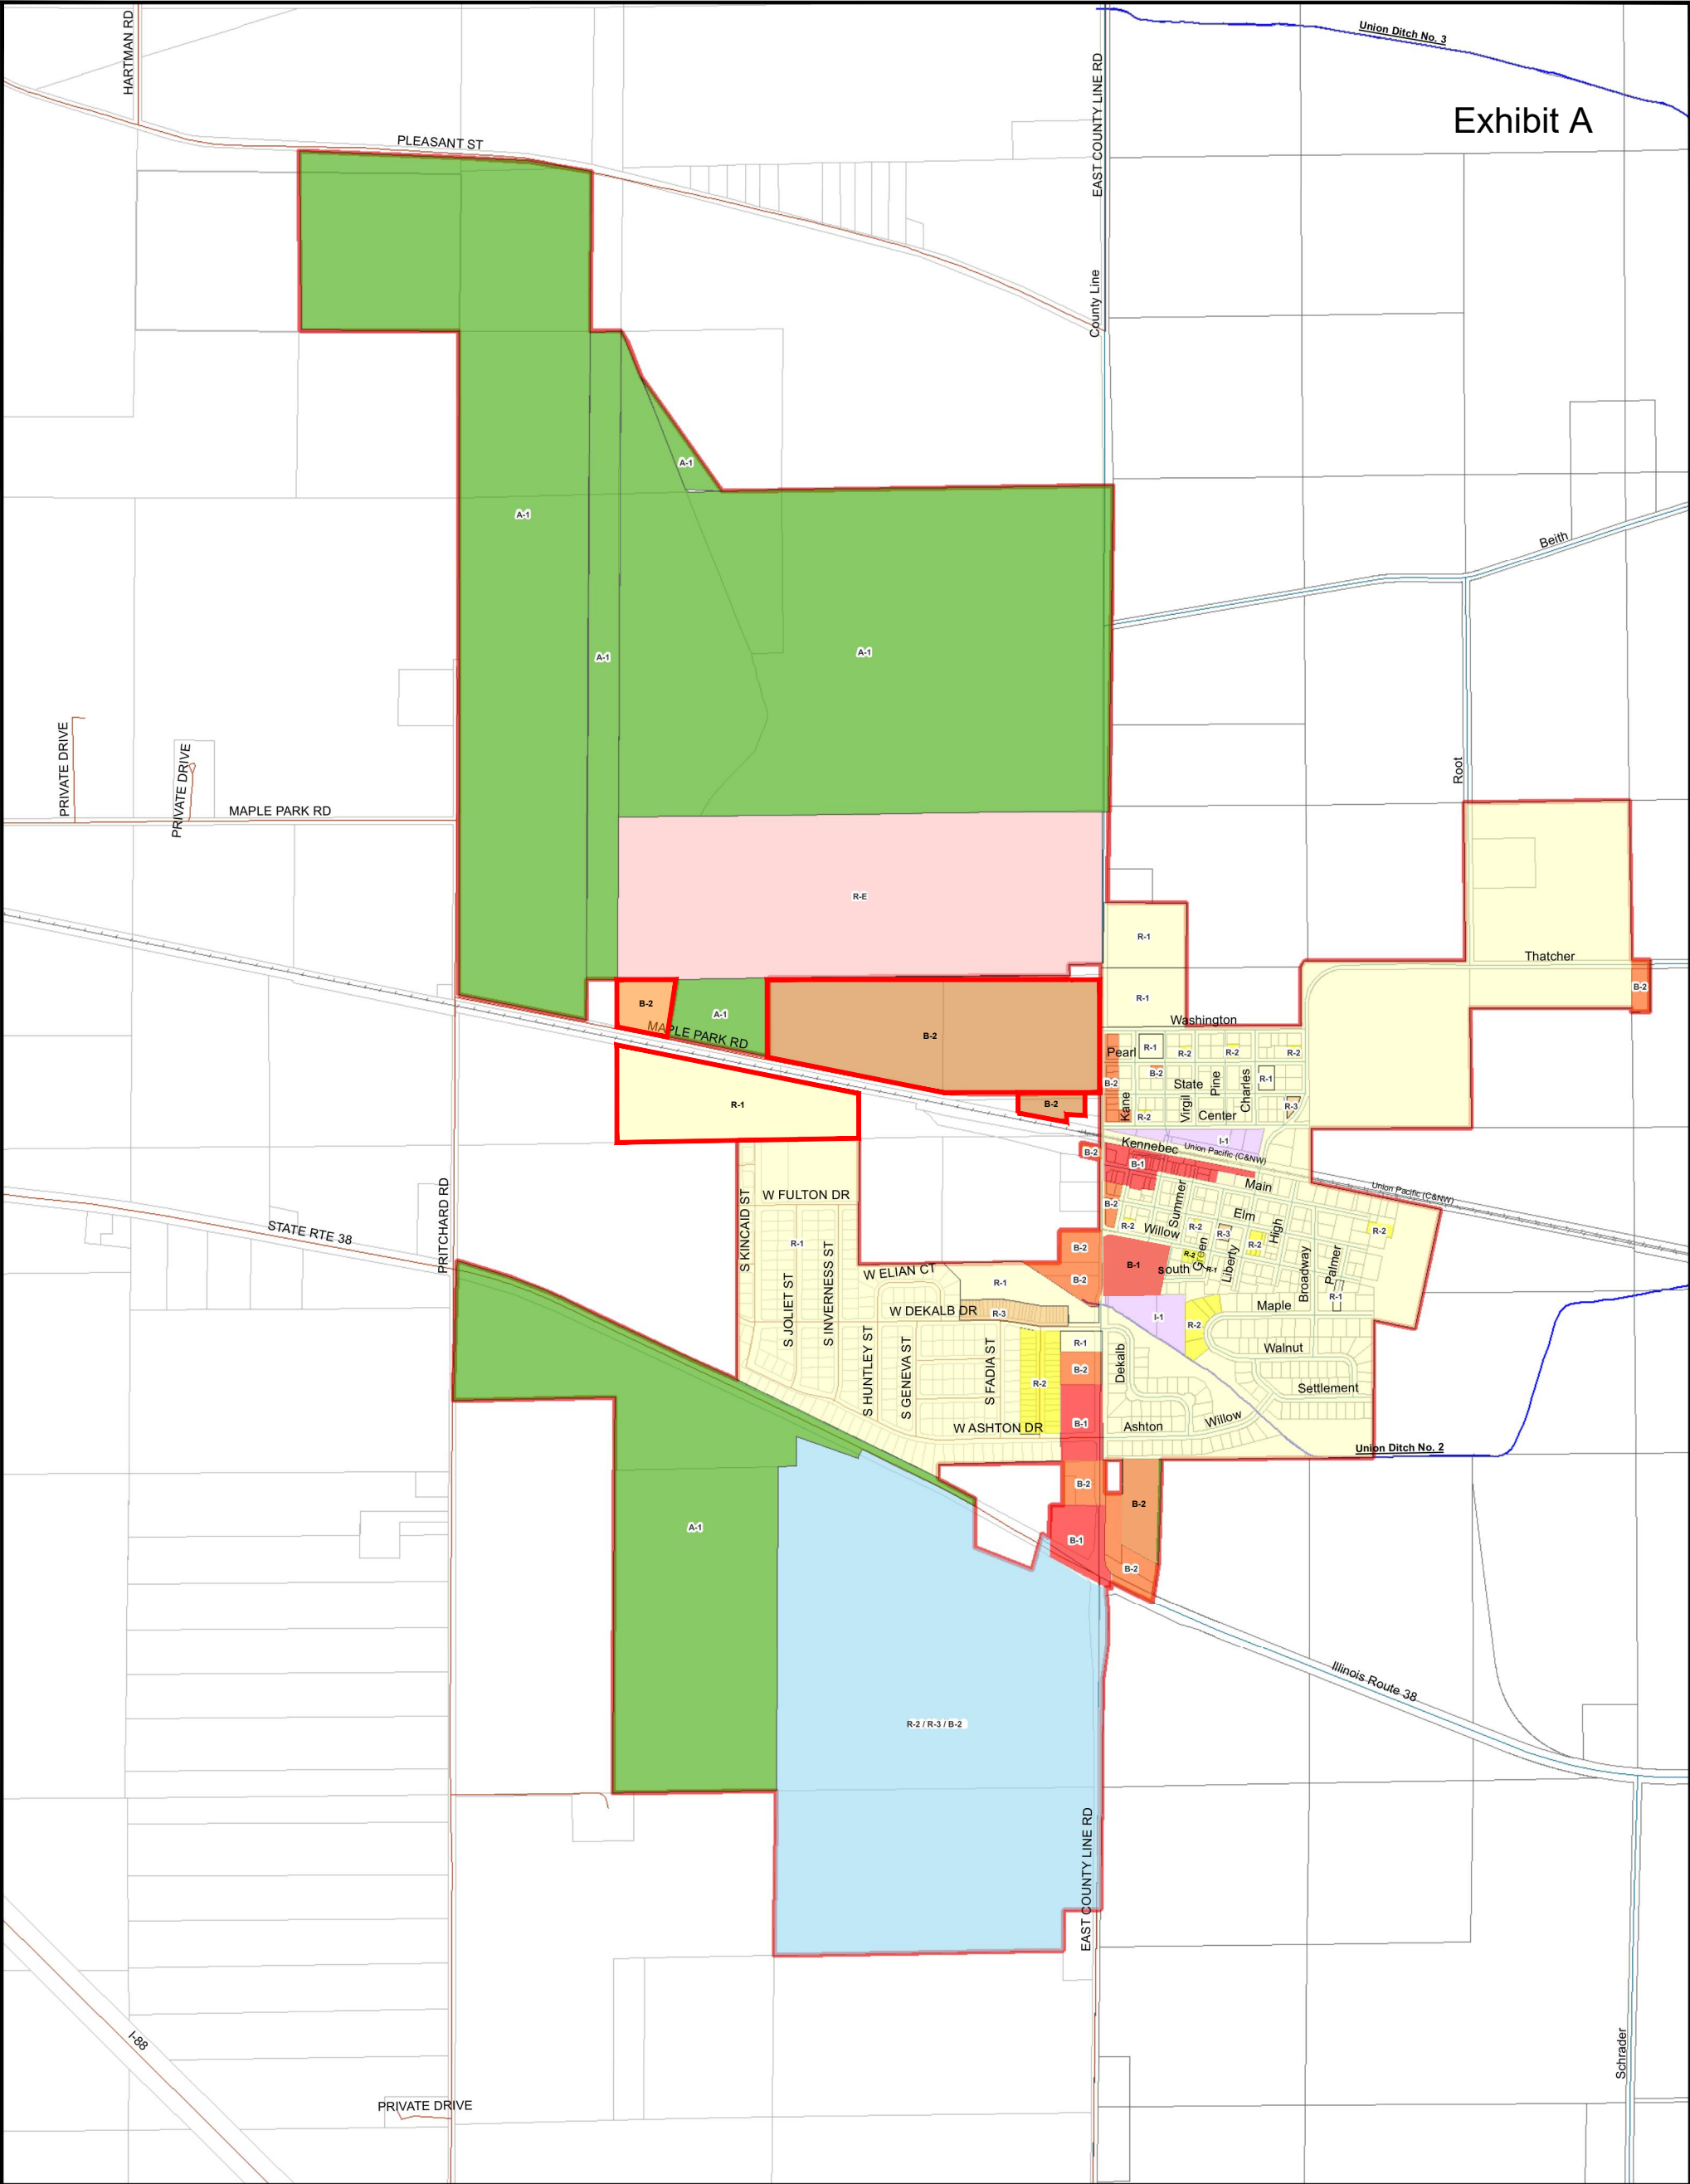 HARTMAN RD
Union Ditch No. 3
EAST COUNTY LINE RD
Exhibit A
PLEASANT ST
County Line
A-1
A-1
Beith
A-1
A-1
Root
PRIVATE DRIVE
PRIVATE DRIVE
MAPLE PARK RD
R-E
R-1
Thatcher
B-2
B-2
R-1
A-1
Washington
MAPLE PARK RD
B-2
Pearl
R-1
R-2
R-2
R-2
B-2
B-2
State
Pine
Charles
R-1
R-1
B-2
Kane
R-2
Virgil
Center
R-3
I-1
Kennebec
Union Pacific (C&NW)
B-2
B-1
Main
Union Pacific (C&NW)
PRITCHARD RD
S KINCAID ST
W FULTON DR
B-2
Summer
R-2
Willow
R-2
Elm
R-3
High
R-2
R-2
STATE RTE 38
R-1
S INVERNESS ST
B-2
R-2
Green
Liberty
Broadway
Palmer
W ELIAN CT
R-1
B-2
B-1
south
R-1
S JOLIET ST
W DEKALB DR
R-3
I-1
R-2
Maple
R-1
S HUNTLEY ST
S GENEVA ST
S FADIA ST
R-1
B-2
Dekalb
Walnut
R-2
Settlement
W ASHTON DR
B-1
Ashton
Willow
Union Ditch No. 2
B-2
B-2
A-1
B-1
B-2
Illinois Route 38
R-2 / R-3 / B-2
EAST COUNTY LINE RD
I-88
Schrader
PRIVATE DRIVE